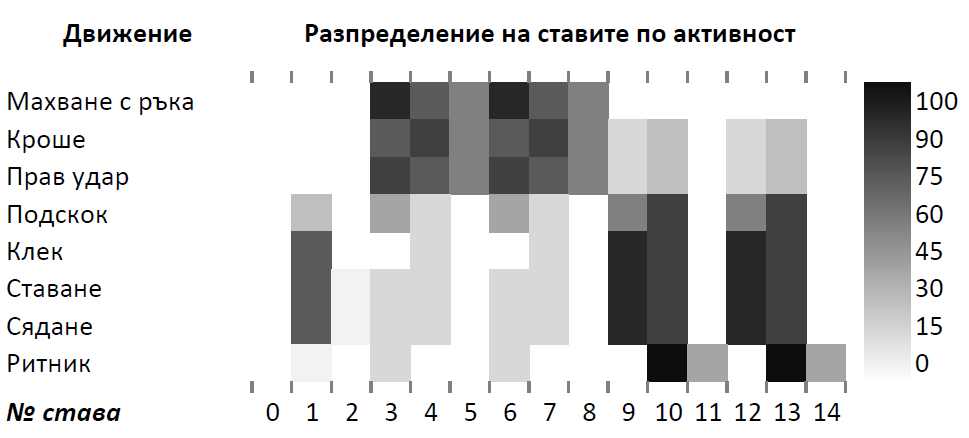 Движение Разпределение на ставите по активност
Махване с ръка 100
Кроше 90
Прав удар 75
Подскок 60
Клек 45
Ставане 30
Сядане 15
Ритник 0
№ става 0 1 2 3 4 5 6 7 8 9 10 11 12 13 14